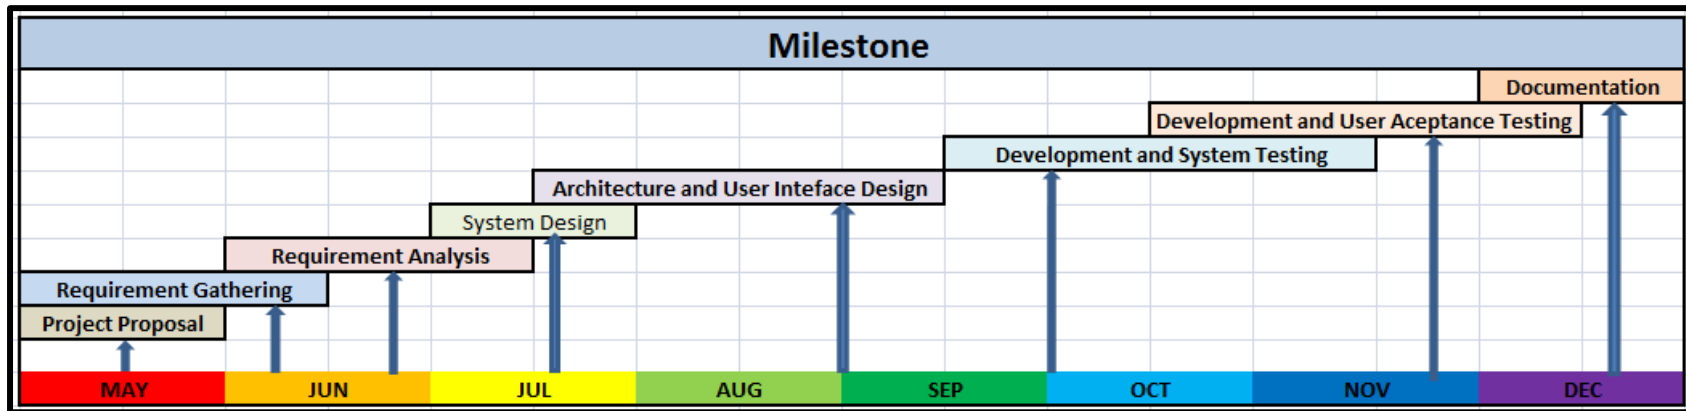 Milestone
Documentation
Development and User Aceptance Testing
Development and System Testing
Architecture and User Inteface Design
System Design
Requirement Analysis
Requirement Gathering
Project Proposal
MAY JUN JUL AUG SEP OCT NOV DEC